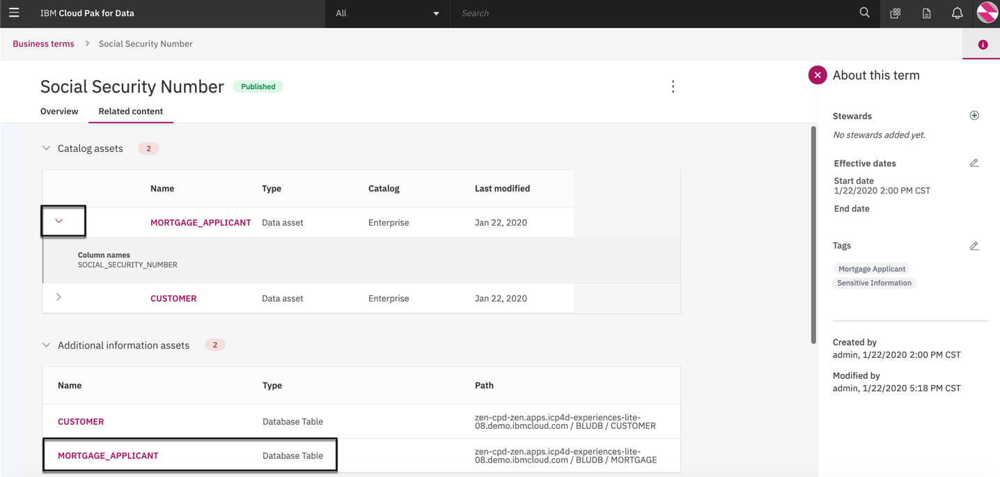 IBM Cloud Pak for Data
All
Search
Business terms > Social Security Number
Social Security Number
Published
Overview
Related content
Catalog assets 2
Name Type Catalog Last modified
MORTGAGE_APPLICANT Data asset Enterprise Jan 22, 2020
Column names
SOCIAL_SECURITY_NUMBER
CUSTOMER Data asset Enterprise Jan 22, 2020
Additional information assets 2
Name Type Path
CUSTOMER Database Table zen-cpd-zen.apps.icp4d-experiences-lite-
08.demo.ibmcloud.com / BLUDB / CUSTOMER
MORTGAGE_APPLICANT Database Table zen-cpd-zen.apps.icp4d-experiences-lite-
08.demo.ibmcloud.com / BLUDB / MORTGAGE
About this term
Stewards
No stewards added yet.
Effective dates
Start date
1/22/2020 2:00 PM CST
End date
Tags
Mortgage Applicant
Sensitive Information
Created by
admin, 1/22/2020 2:00 PM CST
Modified by
admin, 1/22/2020 5:18 PM CST